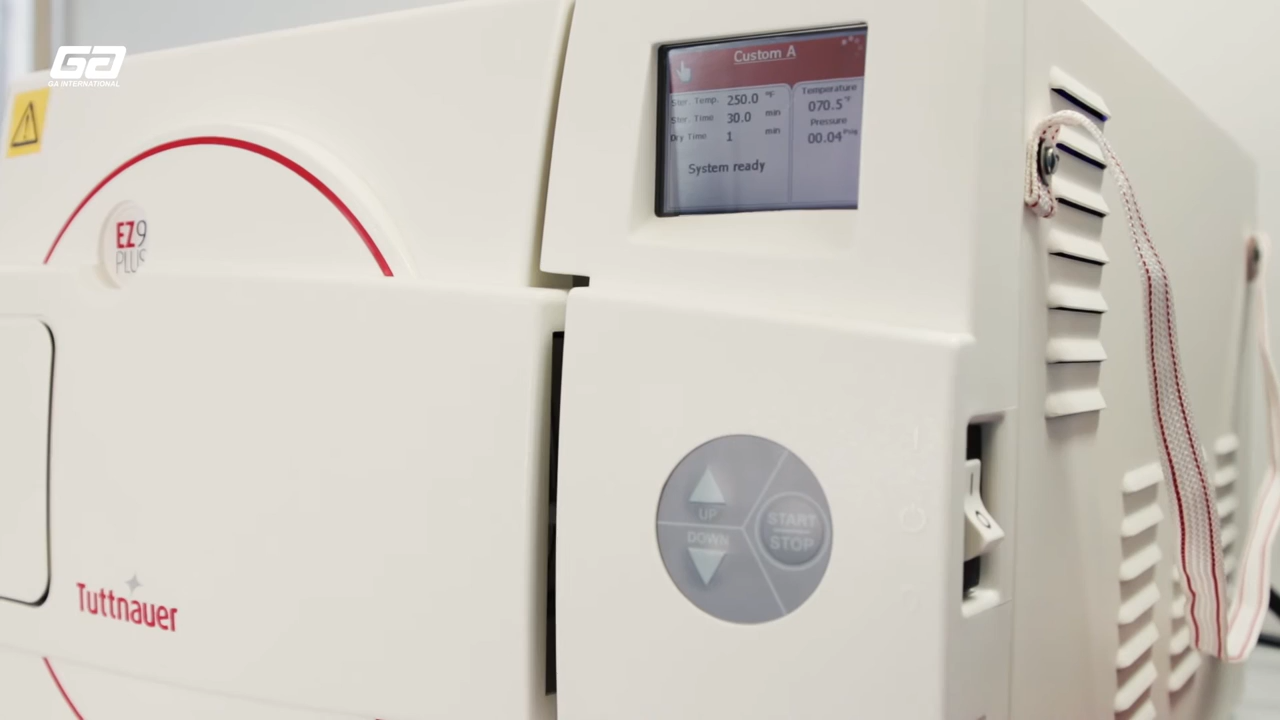 GA
GA INTERNATIONAL
EZ9
PLUS
Tuttnauer
Custom A
Ster. Temp. 250.0 °F
Ster. Time 30.0 min
Dry Time 1 min
System ready
Temperature
070.5 °F
Pressure
00.04 Psig
UP
DOWN
START
STOP